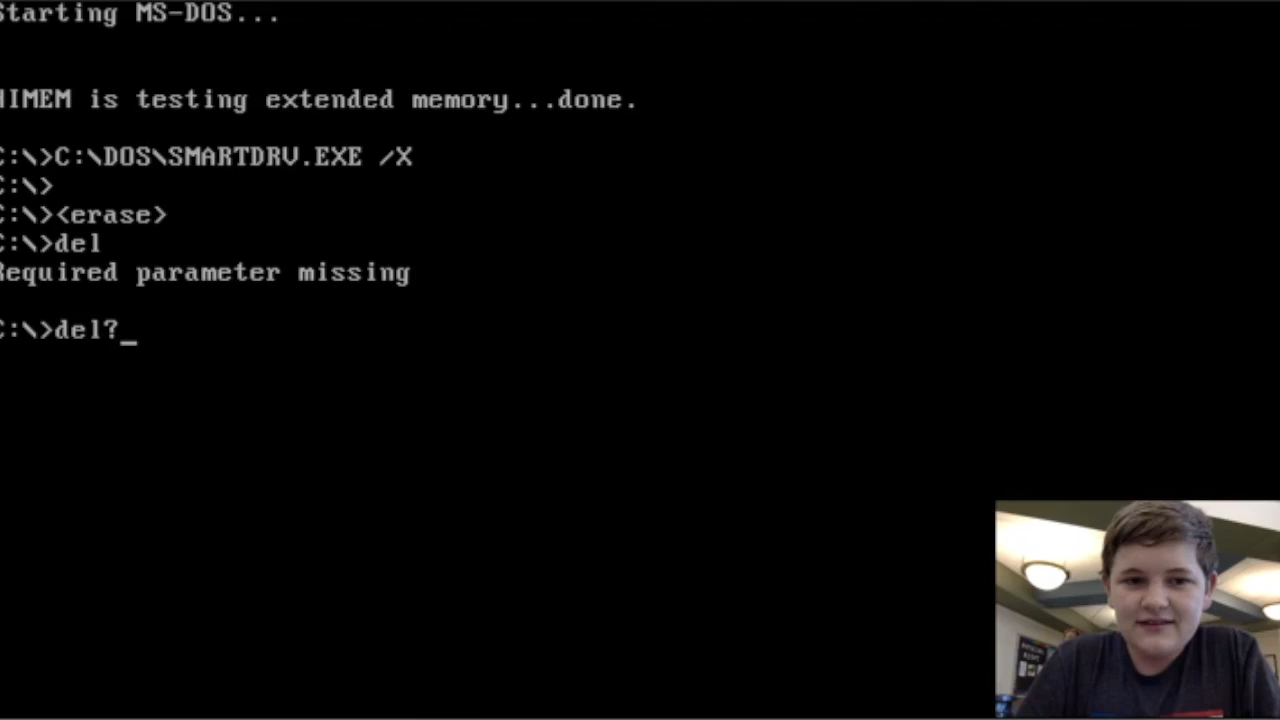 Starting MS-DOS...
HIMEM is testing extended memory...done.
C:\>C:\DOS\SMARTDRV.EXE /X
C:\>
C:\><erase>
C:\>del
Required parameter missing
C:\>del?_